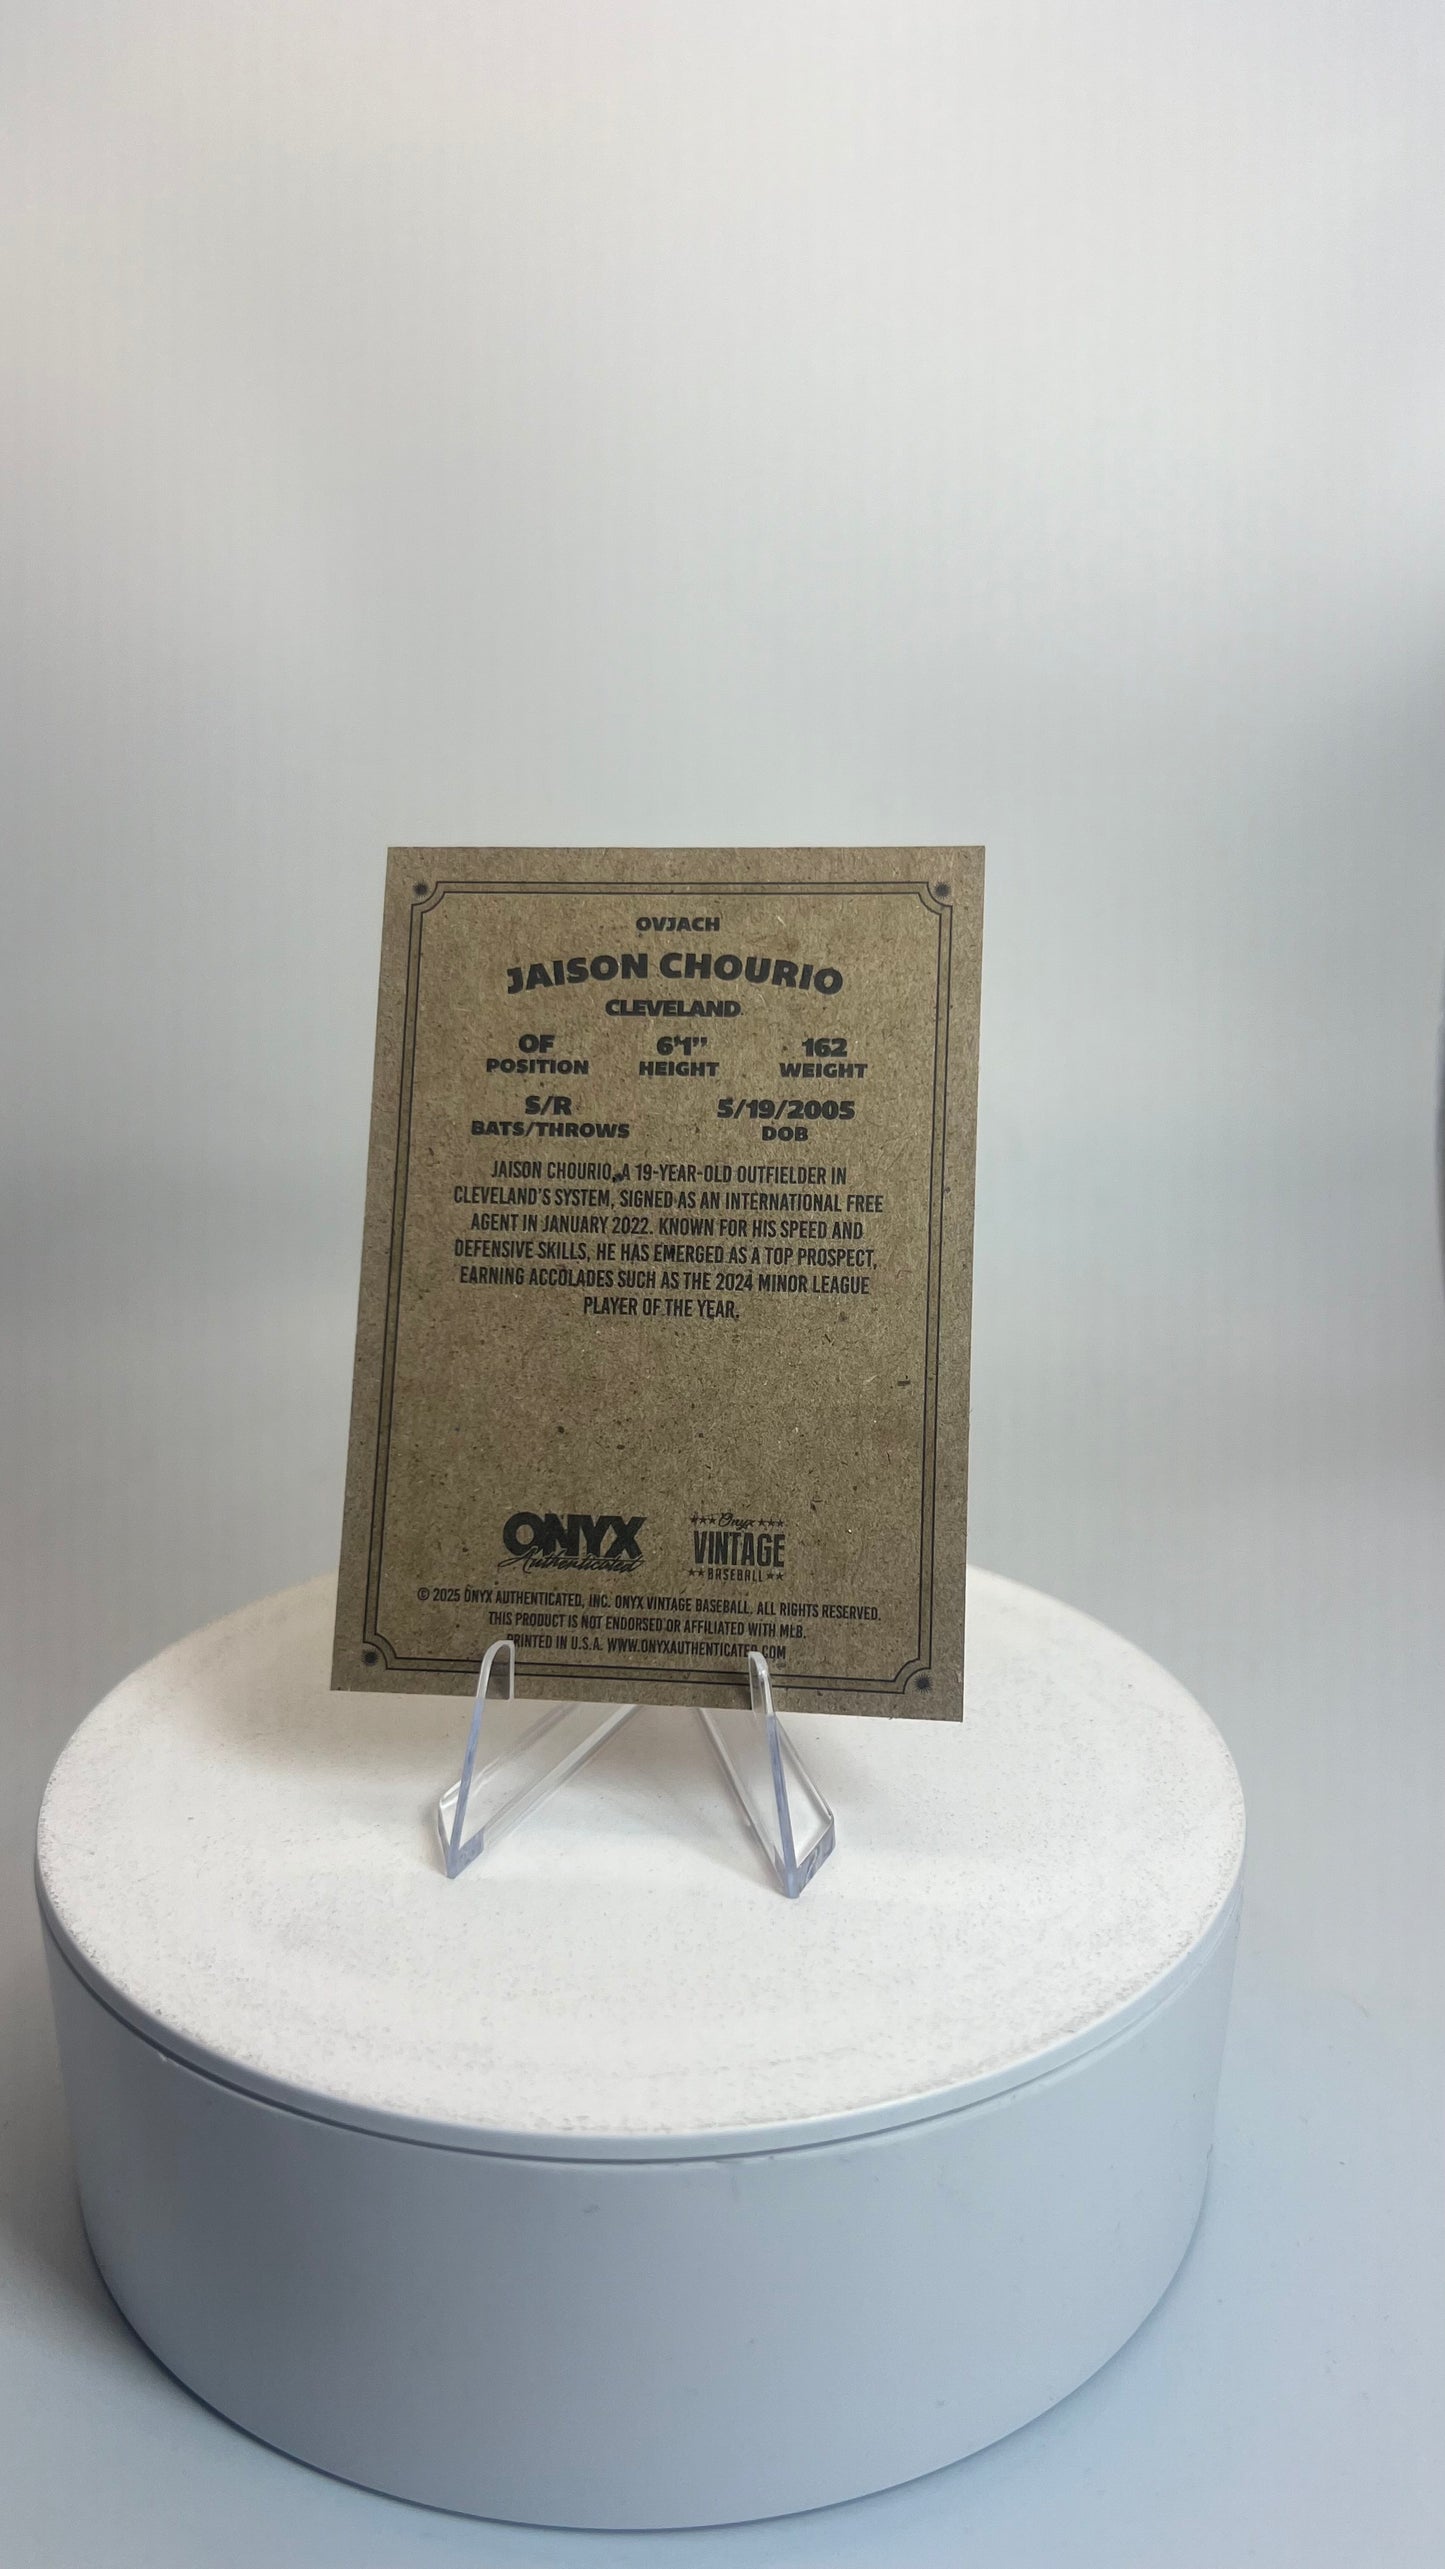 OVJACH
JAISON CHOURIO
CLEVELAND
OF 6'1" 162
POSITION HEIGHT WEIGHT
S/R 5/19/2005
BATS/THROWS DOB
JAISON CHOURIO, A 19-YEAR-OLD OUTFIELDER IN
CLEVELAND'S SYSTEM, SIGNED AS AN INTERNATIONAL FREE
AGENT IN JANUARY 2022. KNOWN FOR HIS SPEED AND
DEFENSIVE SKILLS, HE HAS EMERGED AS A TOP PROSPECT,
EARNING ACCOLADES SUCH AS THE 2024 MINOR LEAGUE
PLAYER OF THE YEAR.
ONYX
Authenticated
Onyx
VINTAGE
BASEBALL
© 2025 ONYX AUTHENTICATED, INC. ONYX VINTAGE BASEBALL. ALL RIGHTS RESERVED.
THIS PRODUCT IS NOT ENDORSED OR AFFILIATED WITH MLB.
PRINTED IN U.S.A. WWW.ONYXAUTHENTICATED.COM